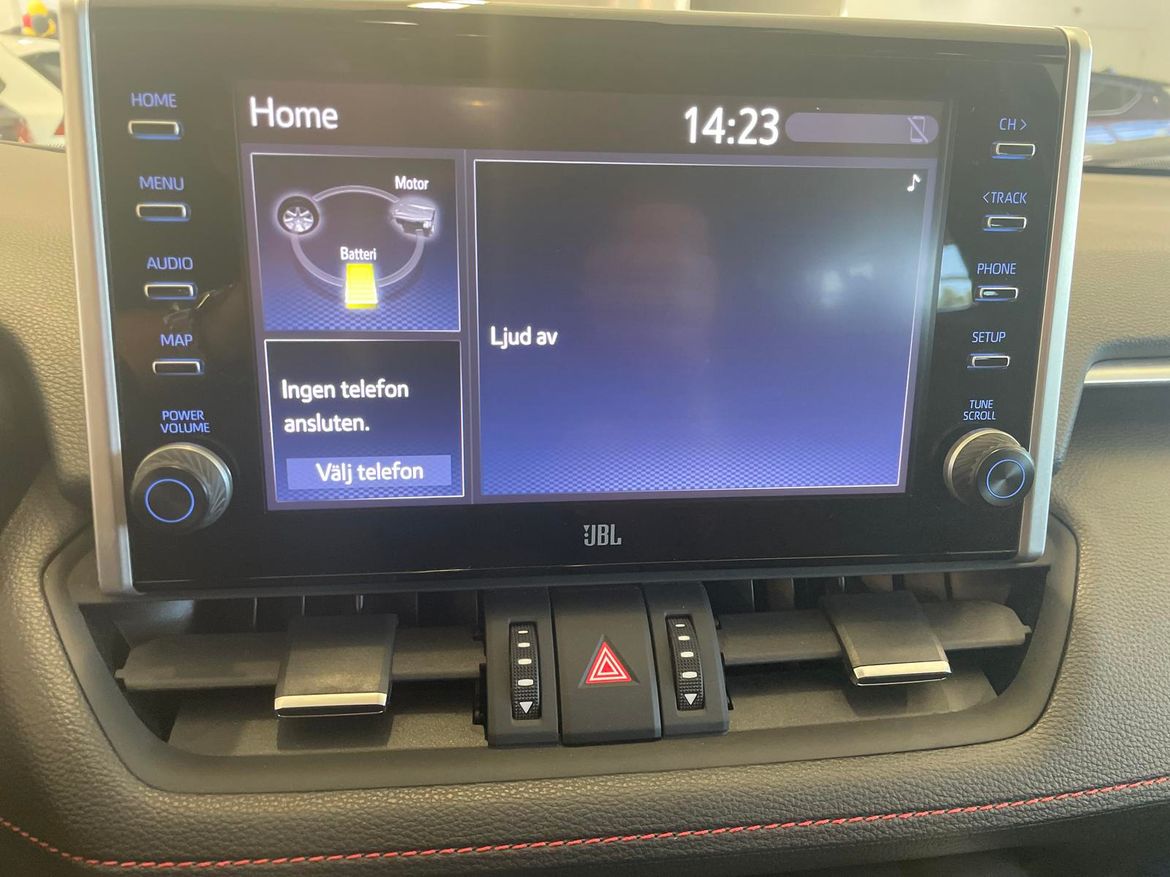 HOME
MENU
AUDIO
MAP
POWER
VOLUME
Home
14:23
Motor
Batteri
Ingen telefon
ansluten.
Välj telefon
Ljud av
JBL
CH >
< TRACK
PHONE
SETUP
TUNE
SCROLL